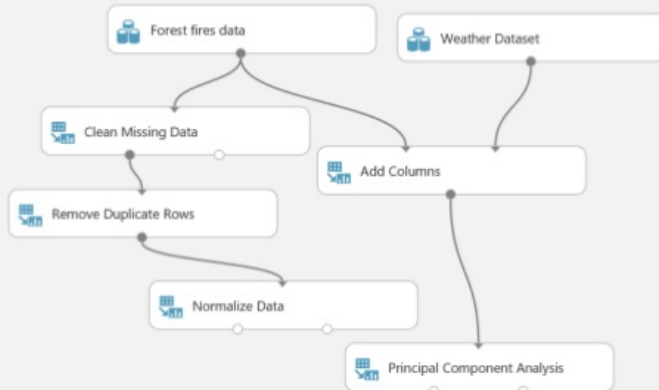 Forest fires data
Weather Dataset
Clean Missing Data
Add Columns
Remove Duplicate Rows
Normalize Data
Principal Component Analysis